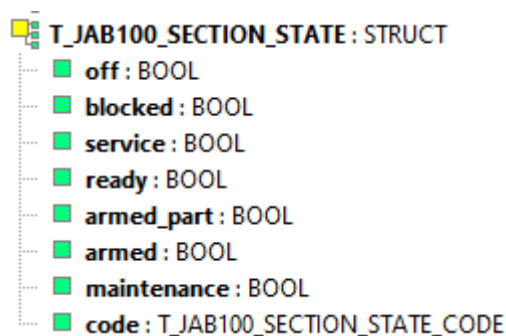 T_JAB100_SECTION_STATE : STRUCT
off : BOOL
blocked : BOOL
service : BOOL
ready : BOOL
armed_part : BOOL
armed : BOOL
maintenance : BOOL
code : T_JAB100_SECTION_STATE_CODE